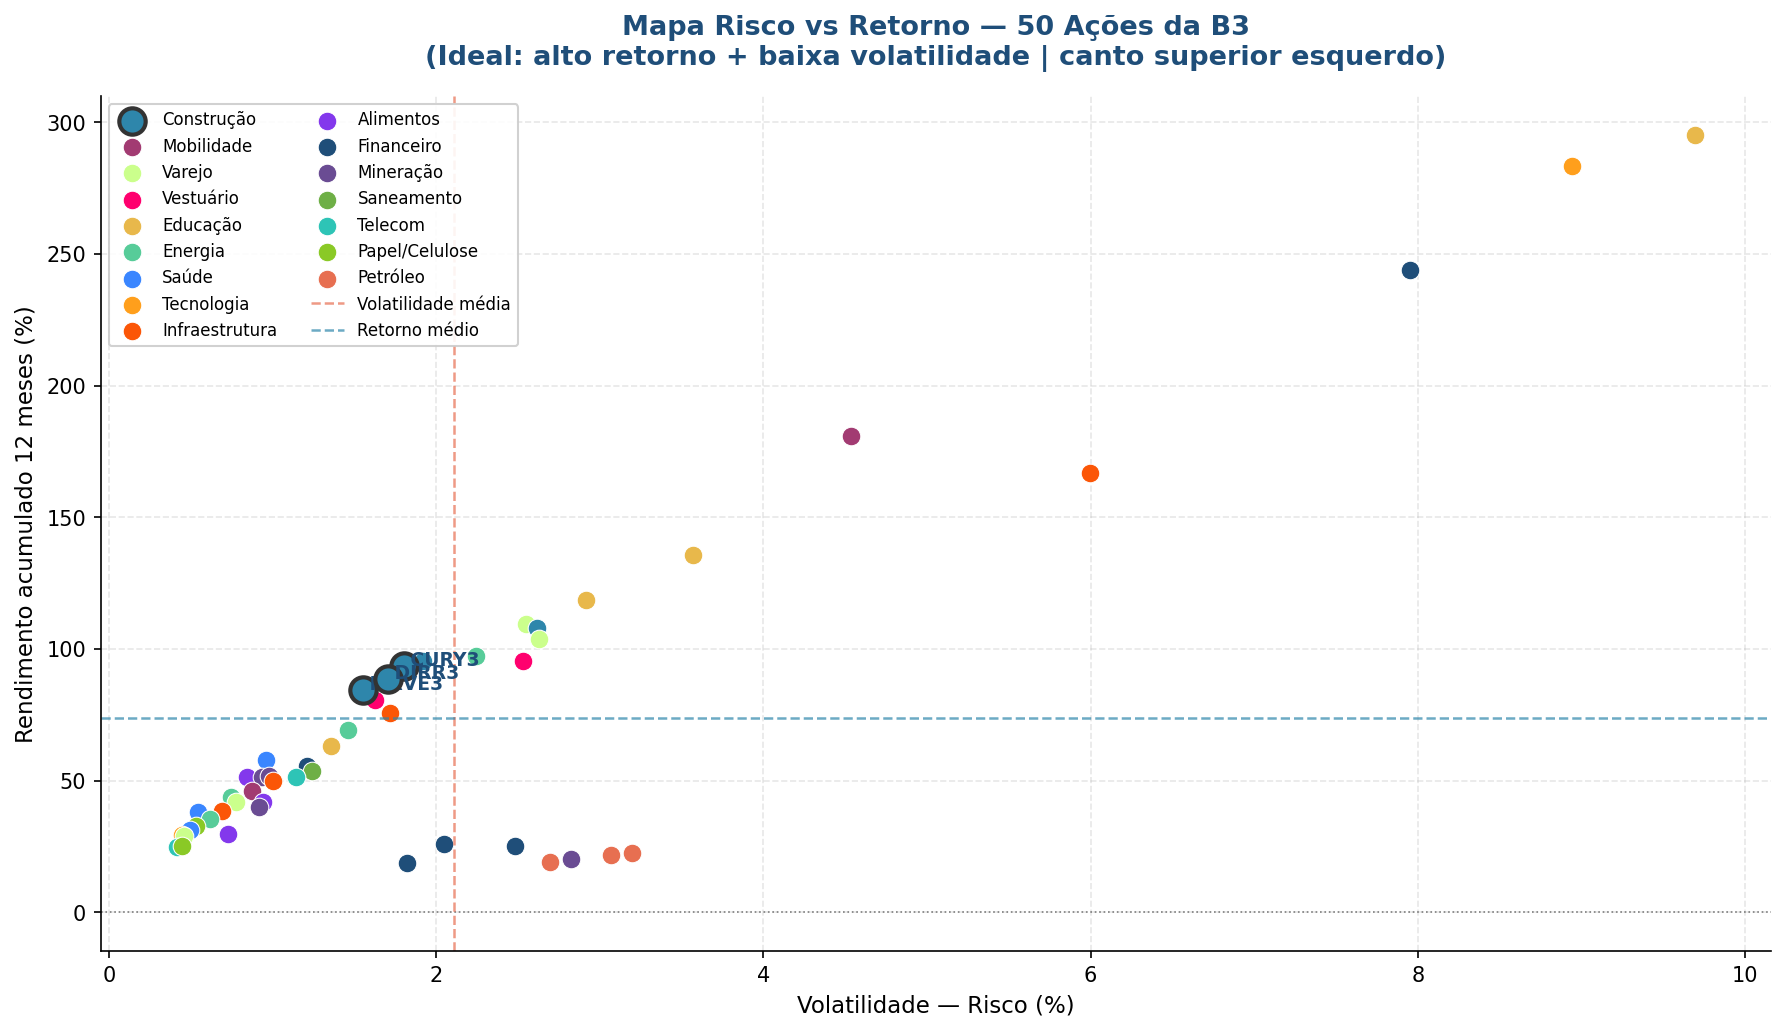 Mapa Risco vs Retorno — 50 Ações da B3
(Ideal: alto retorno + baixa volatilidade | canto superior esquerdo)
Rendimento acumulado 12 meses (%)
300
250
200
150
100
50
0
Construção
Mobilidade
Varejo
Vestuário
Educação
Energia
Saúde
Tecnologia
Infraestrutura
Alimentos
Financeiro
Mineração
Saneamento
Telecom
Papel/Celulose
Petróleo
Volatilidade média
Retorno médio
CURY3
DIRR3
0
2
4
6
8
10
Volatilidade — Risco (%)